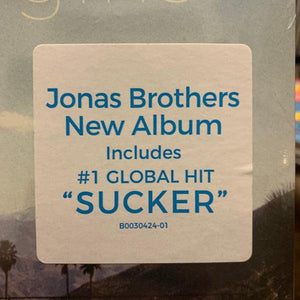 Jonas Brothers
New Album
Includes
#1 GLOBAL HIT
“SUCKER”
B0030424-01